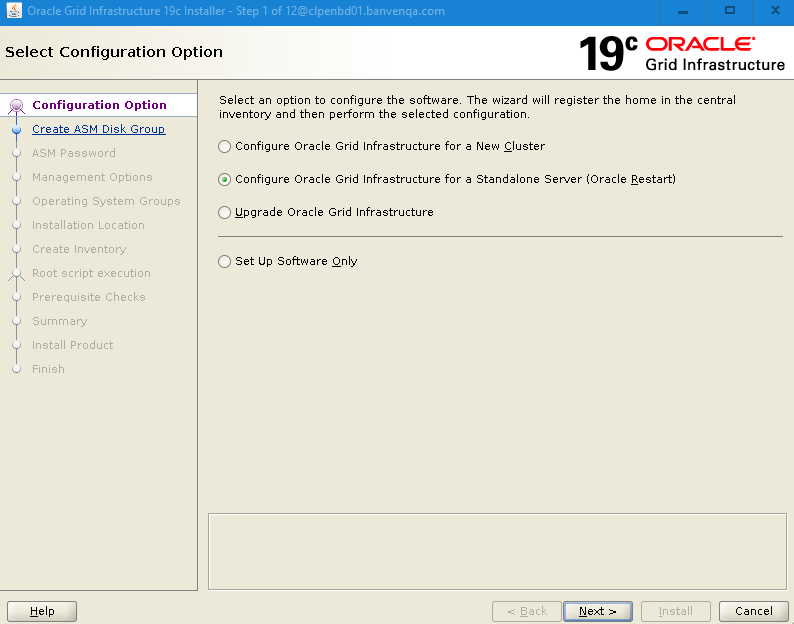 Oracle Grid Infrastructure 19c Installer - Step 1 of 12@clpenbd01.banvenqa.com
Select Configuration Option
19c ORACLE
Grid Infrastructure
Configuration Option
Create ASM Disk Group
ASM Password
Management Options
Operating System Groups
Installation Location
Create Inventory
Root script execution
Prerequisite Checks
Summary
Install Product
Finish
Select an option to configure the software. The wizard will register the home in the central
inventory and then perform the selected configuration.
Configure Oracle Grid Infrastructure for a New Cluster
Configure Oracle Grid Infrastructure for a Standalone Server (Oracle Restart)
Upgrade Oracle Grid Infrastructure
Set Up Software Only
Help
< Back
Next >
Install
Cancel